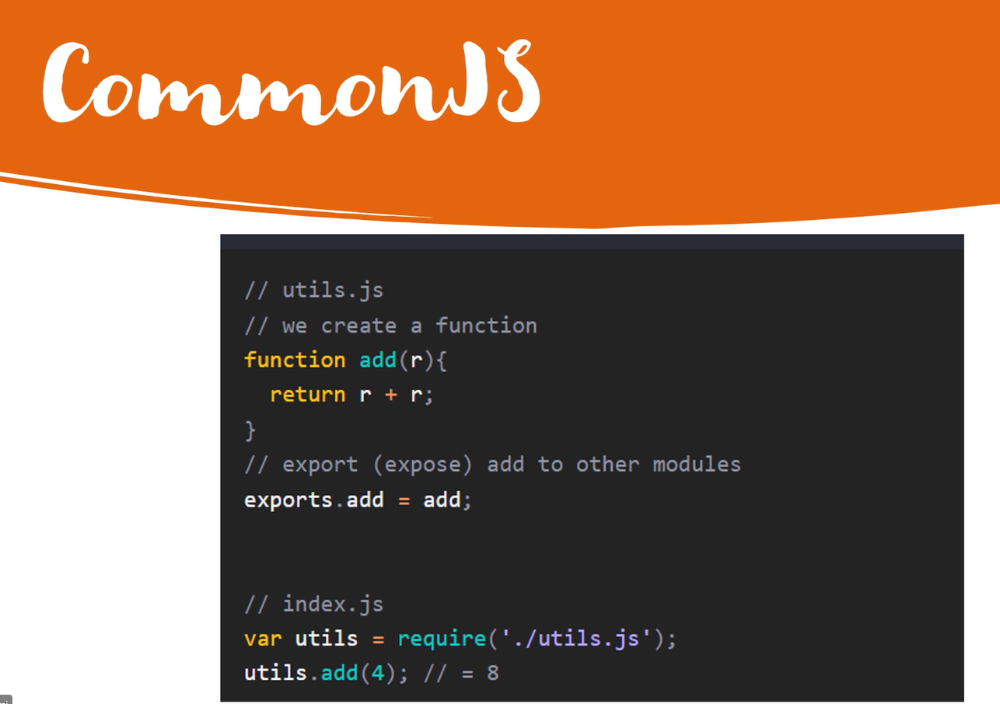 CommonJS
// utils.js
// we create a function
function add(r){
  return r + r;
}
// export (expose) add to other modules
exports.add = add;
// index.js
var utils = require('./utils.js');
utils.add(4); // = 8